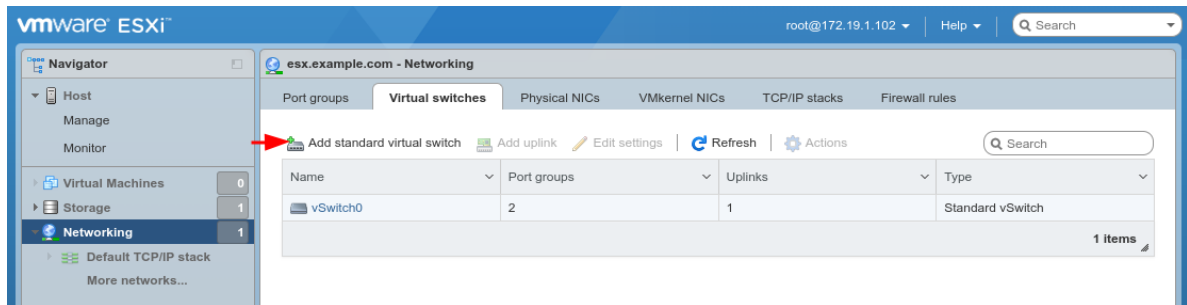 vmware ESXi™
root@172.19.1.102
Help
Search
Navigator
Host
Manage
Monitor
Virtual Machines 0
Storage 1
Networking 1
Default TCP/IP stack
More networks...
esx.example.com - Networking
Port groups Virtual switches Physical NICs VMkernel NICs TCP/IP stacks Firewall rules
Add standard virtual switch Add uplink Edit settings Refresh Actions Search
Name Port groups Uplinks Type
vSwitch0 2 1 Standard vSwitch
1 items